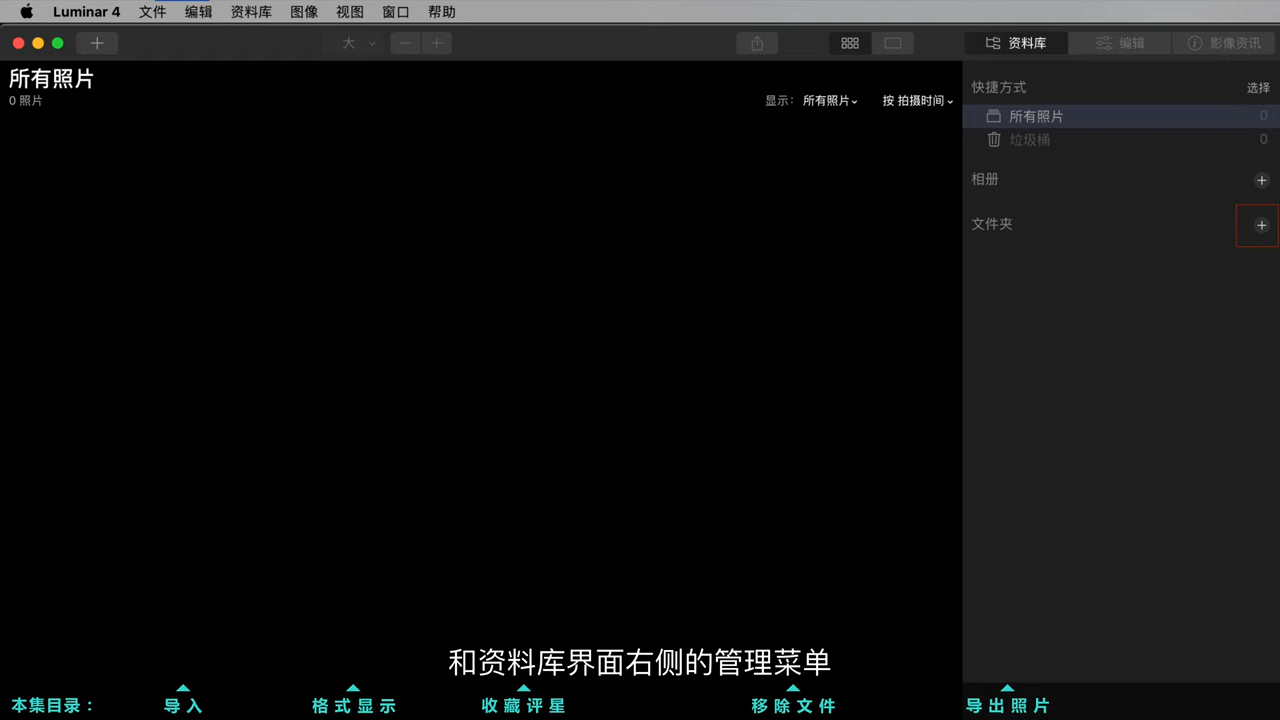 Luminar 4 文件 编辑 资料库 图像 视图 窗口 帮助
大
资料库 编辑 影像资讯
所有照片
0 照片
显示: 所有照片 按 拍摄时间
快捷方式 选择
所有照片 0
垃圾桶 0
相册
文件夹
和资料库界面右侧的管理菜单
本集目录： 导入 格式显示 收藏评星 移除文件 导出照片